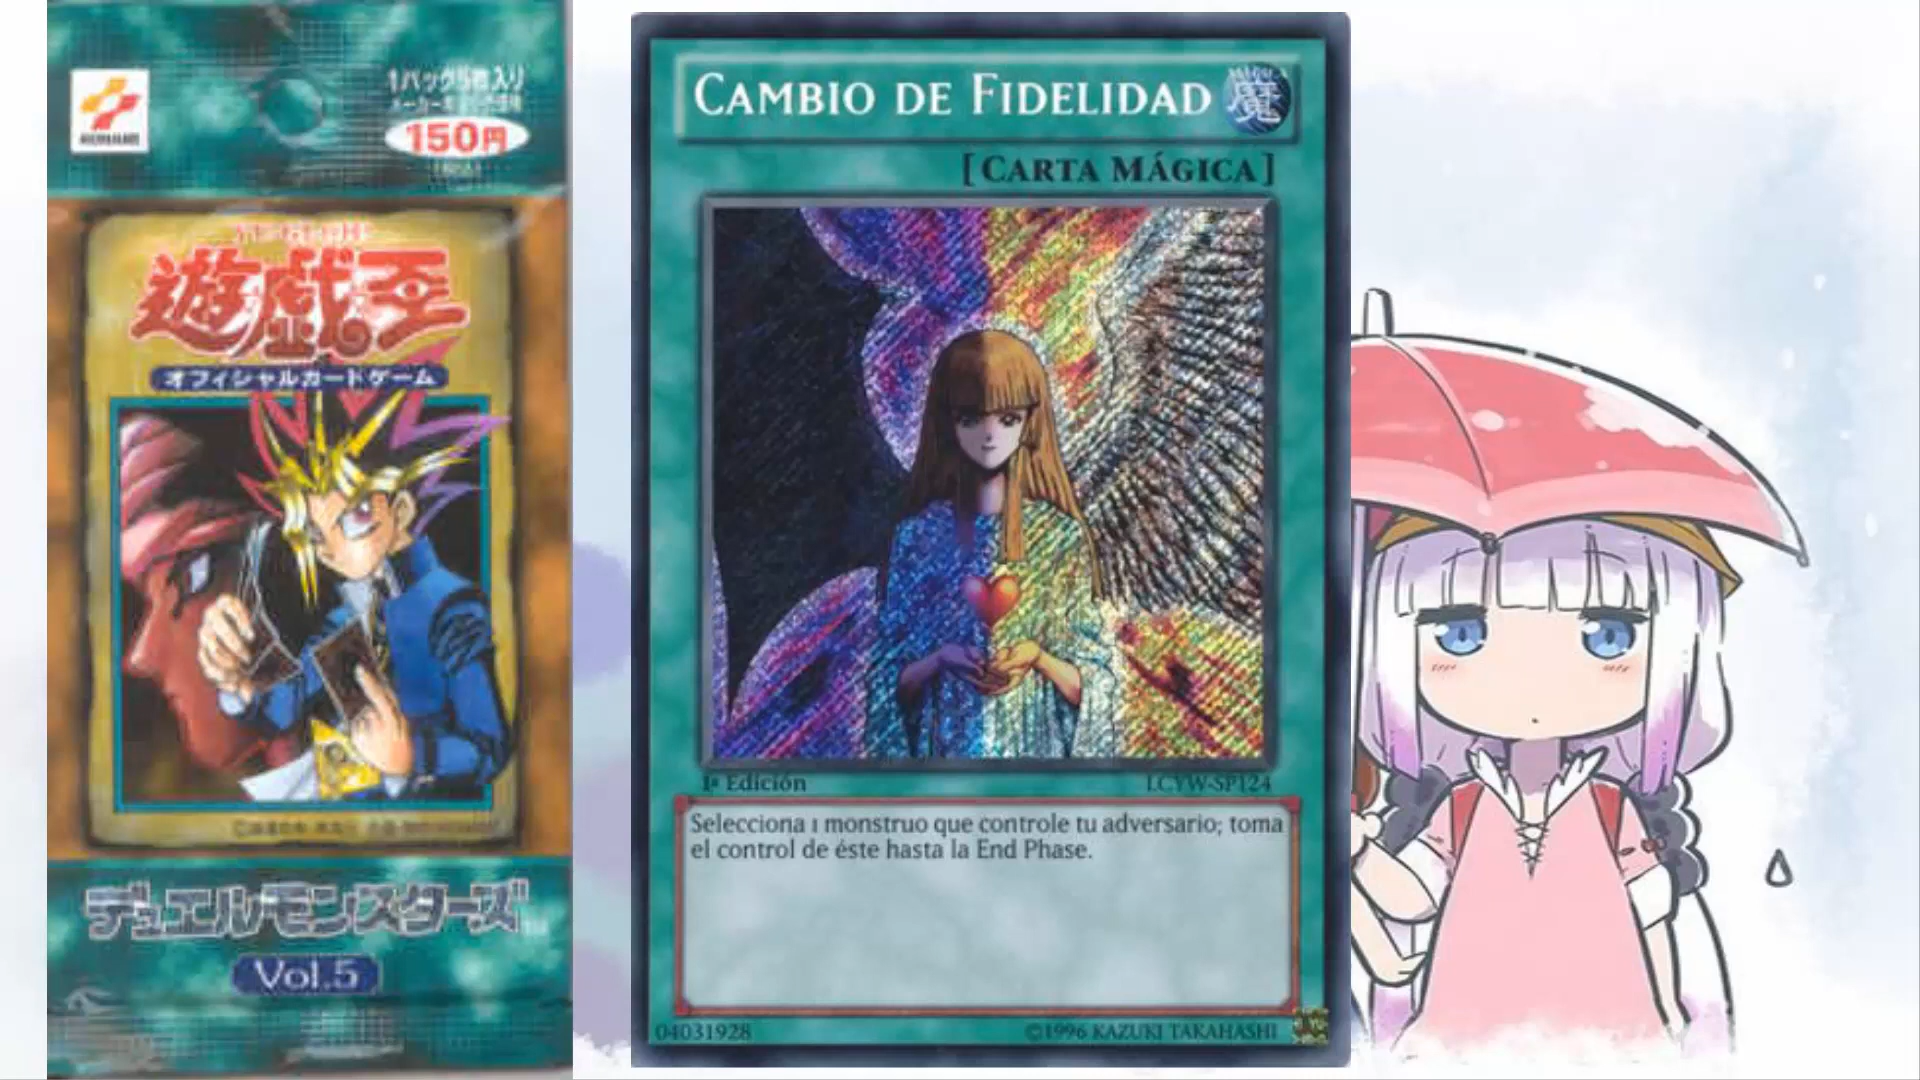 1パック5枚入り
150円
遊戯王
オフィシャルカードゲーム
デュエルモンスターズ
Vol.5
CAMBIO DE FIDELIDAD
魔
[CARTA MÁGICA]
1ª Edición
LCYW-SP124
Selecciona 1 monstruo que controle tu adversario; toma
el control de éste hasta la End Phase.
04031928
©1996 KAZUKI TAKAHASHI